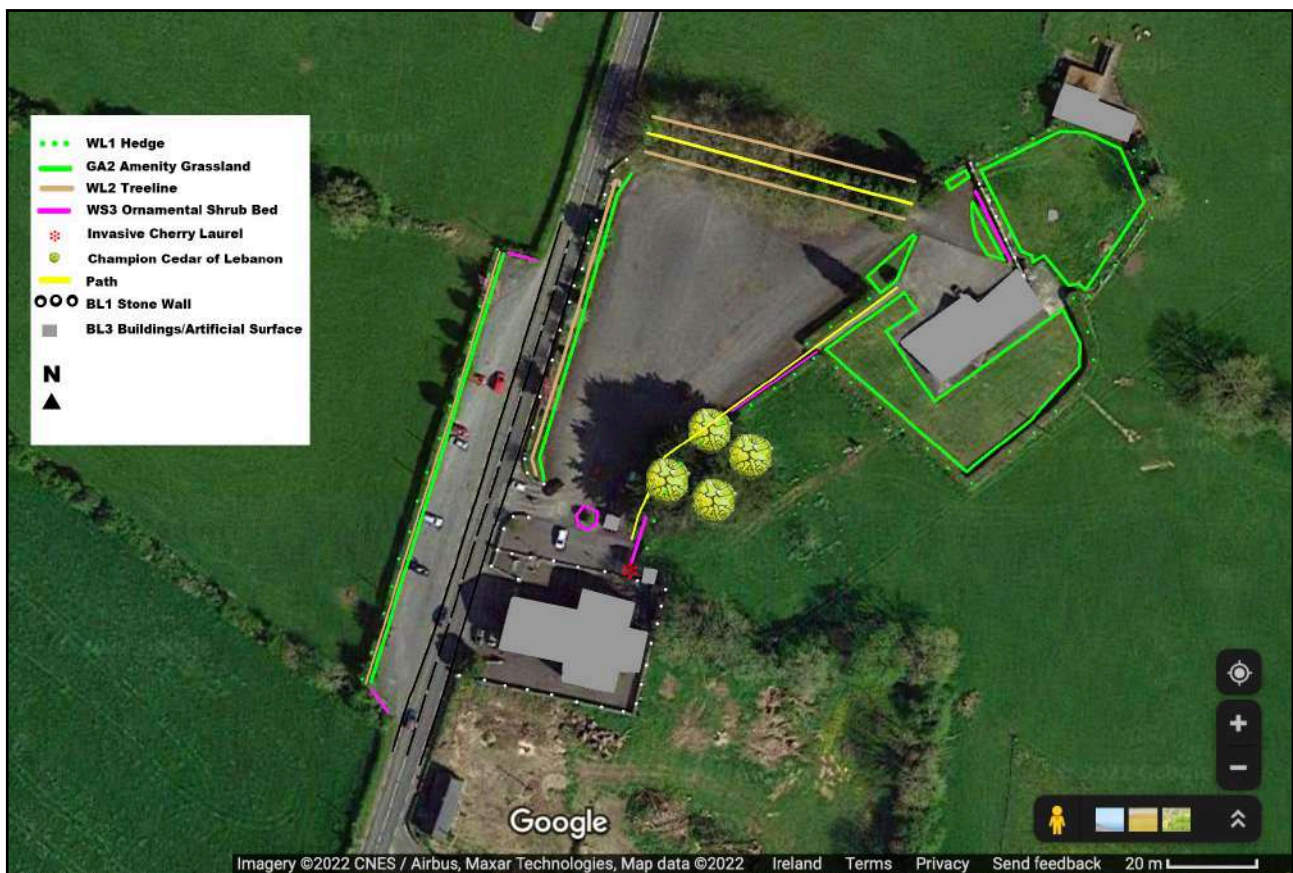 WL1 Hedge
GA2 Amenity Grassland
WL2 Treeline
WS3 Ornamental Shrub Bed
Invasive Cherry Laurel
Champion Cedar of Lebanon
Path
BL1 Stone Wall
BL3 Buildings/Artificial Surface
N
Google
Imagery ©2022 CNES / Airbus, Maxar Technologies, Map data ©2022 Ireland Terms Privacy Send feedback 20 m